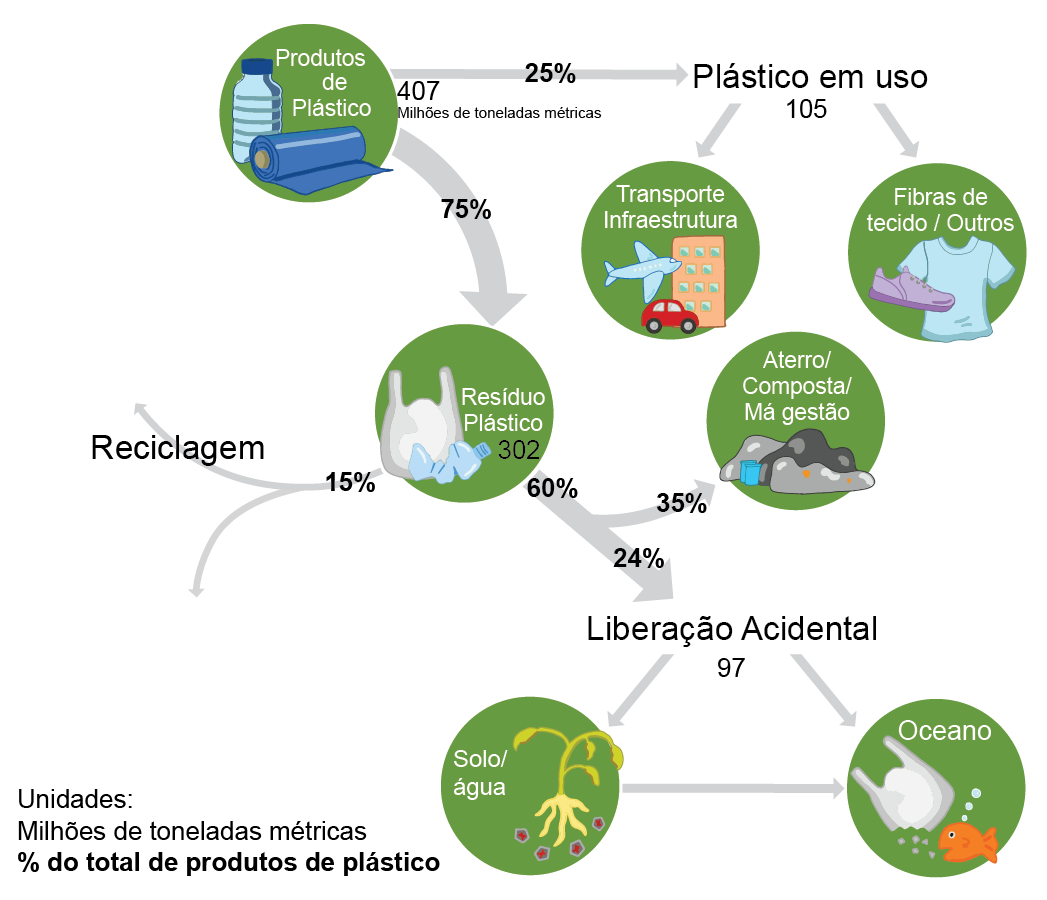 Produtos
de
Plástico
407
Milhões de toneladas métricas
25%
Plástico em uso
105
75%
Transporte
Infraestrutura
Fibras de
tecido / Outros
Resíduo
Plástico
302
Aterro/
Composta/
Má gestão
Reciclagem
15%
60%
35%
24%
Liberação Acidental
97
Solo/
água
Oceano
Unidades:
Milhões de toneladas métricas
% do total de produtos de plástico